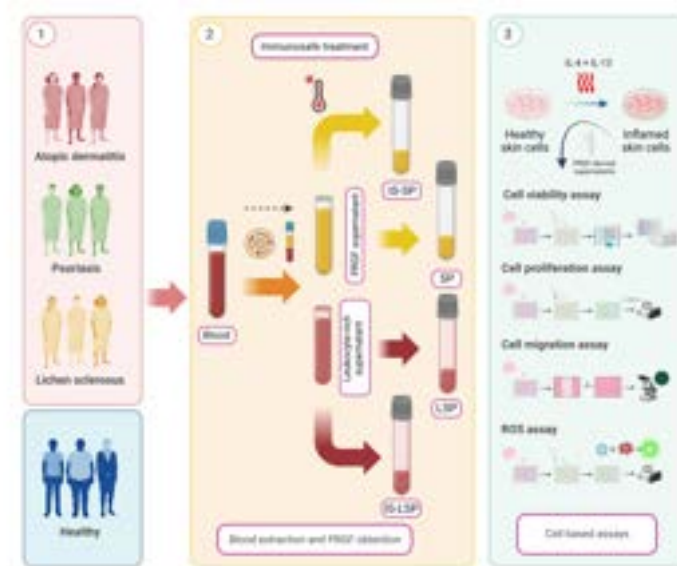 1
Atopic dermatitis
Psoriasis
Lichen sclerosus
Healthy
2
Immunosafe treatment
Blood
PRGF supernatant
Leukocyte-rich
supernatant
IS-SP
SP
LSP
IS-LSP
Blood extraction and PRGF obtention
3
IL-4 + IL-13
Healthy
skin cells
Inflamed
skin cells
PRGF derived
supernatants
Cell viability assay
Cell proliferation assay
Cell migration assay
ROS assay
Cell based assays